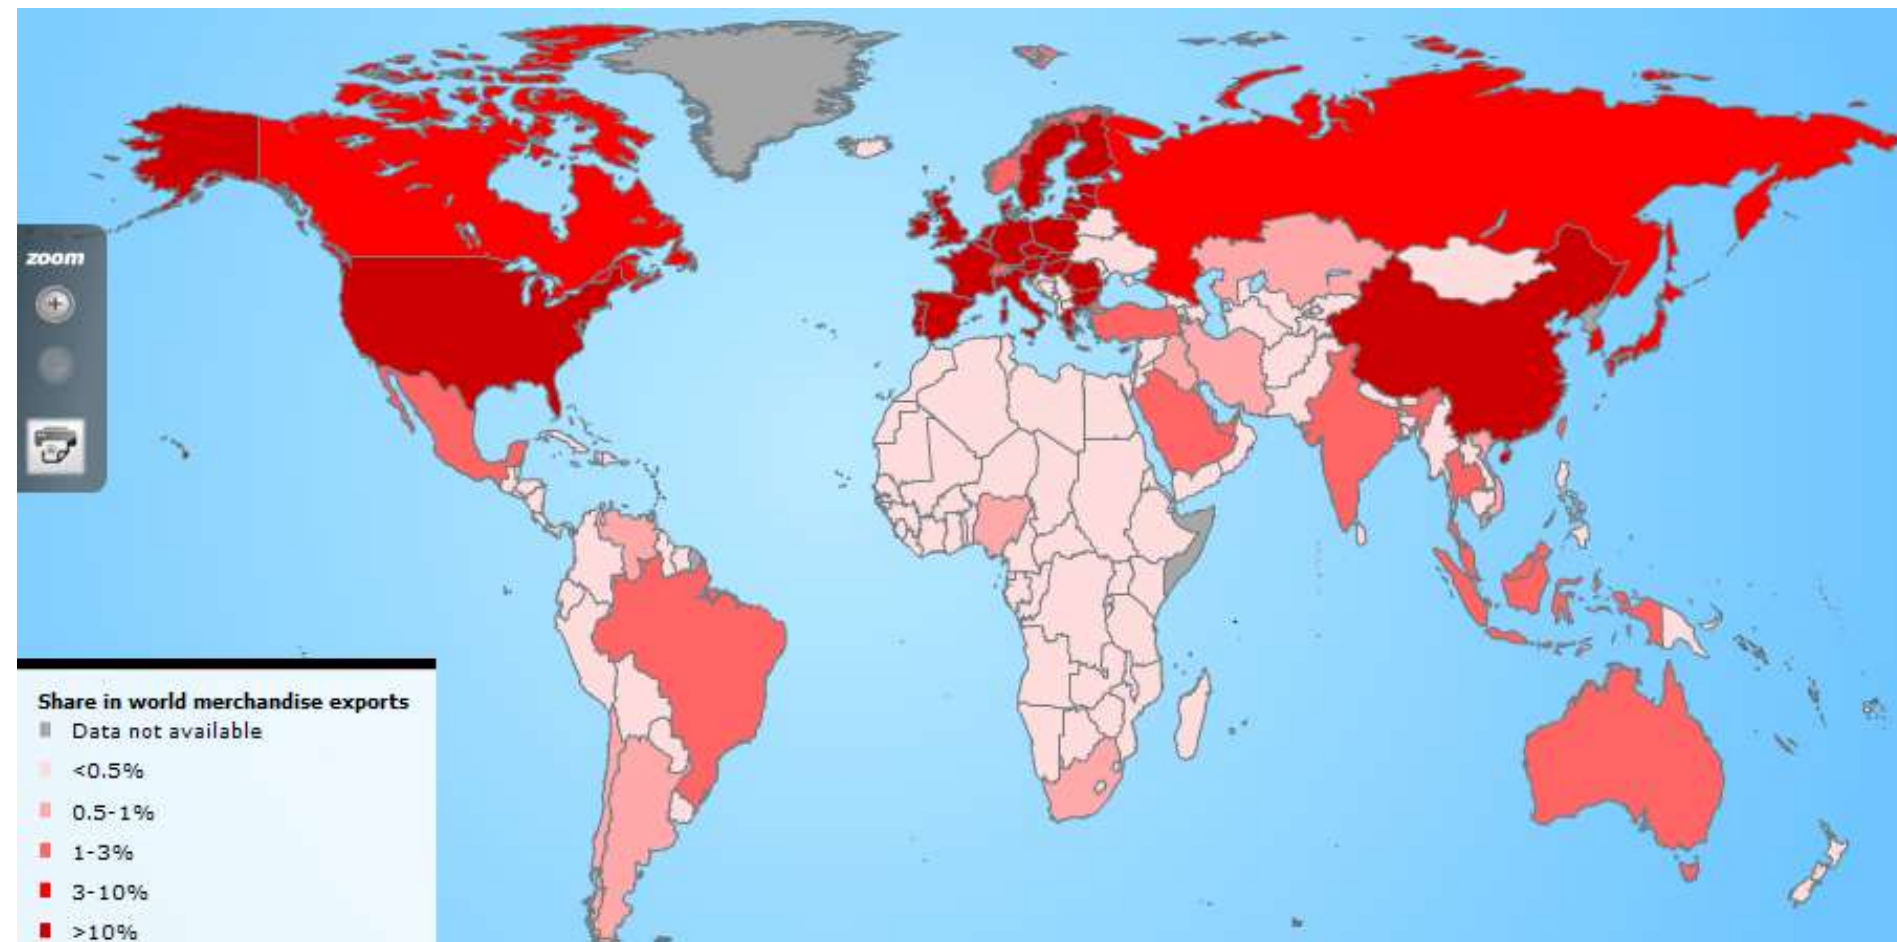 zoom
Share in world merchandise exports
Data not available
<0.5%
0.5-1%
1-3%
3-10%
>10%